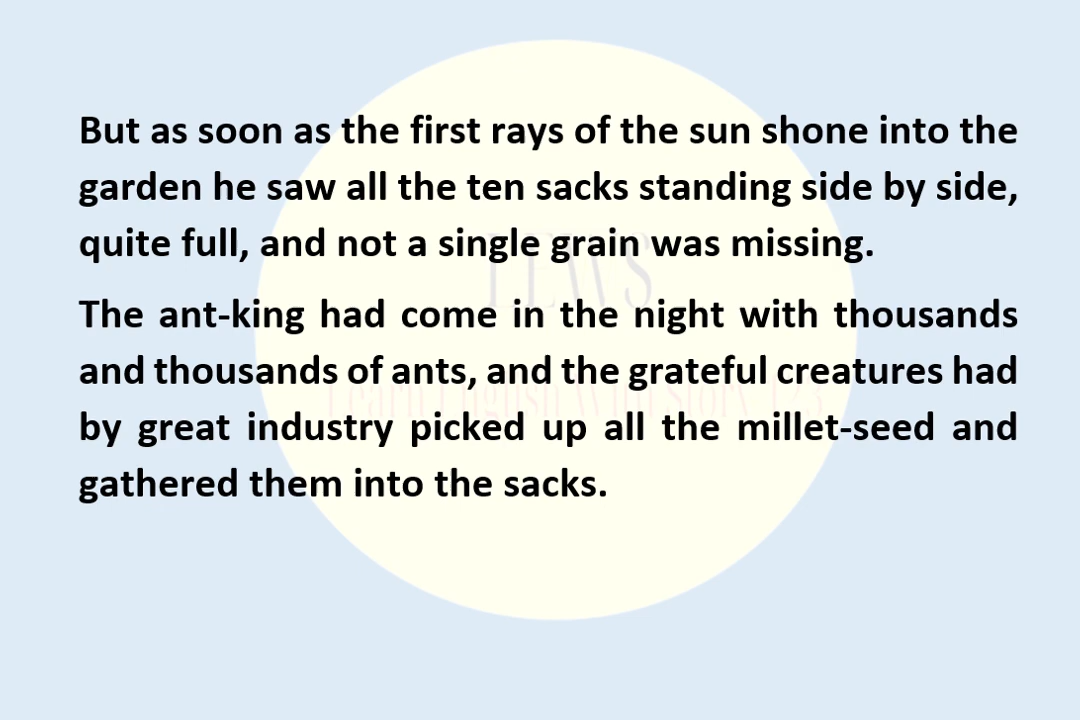 But as soon as the first rays of the sun shone into the
garden he saw all the ten sacks standing side by side,
quite full, and not a single grain was missing.
The ant-king had come in the night with thousands
and thousands of ants, and the grateful creatures had
by great industry picked up all the millet-seed and
gathered them into the sacks.